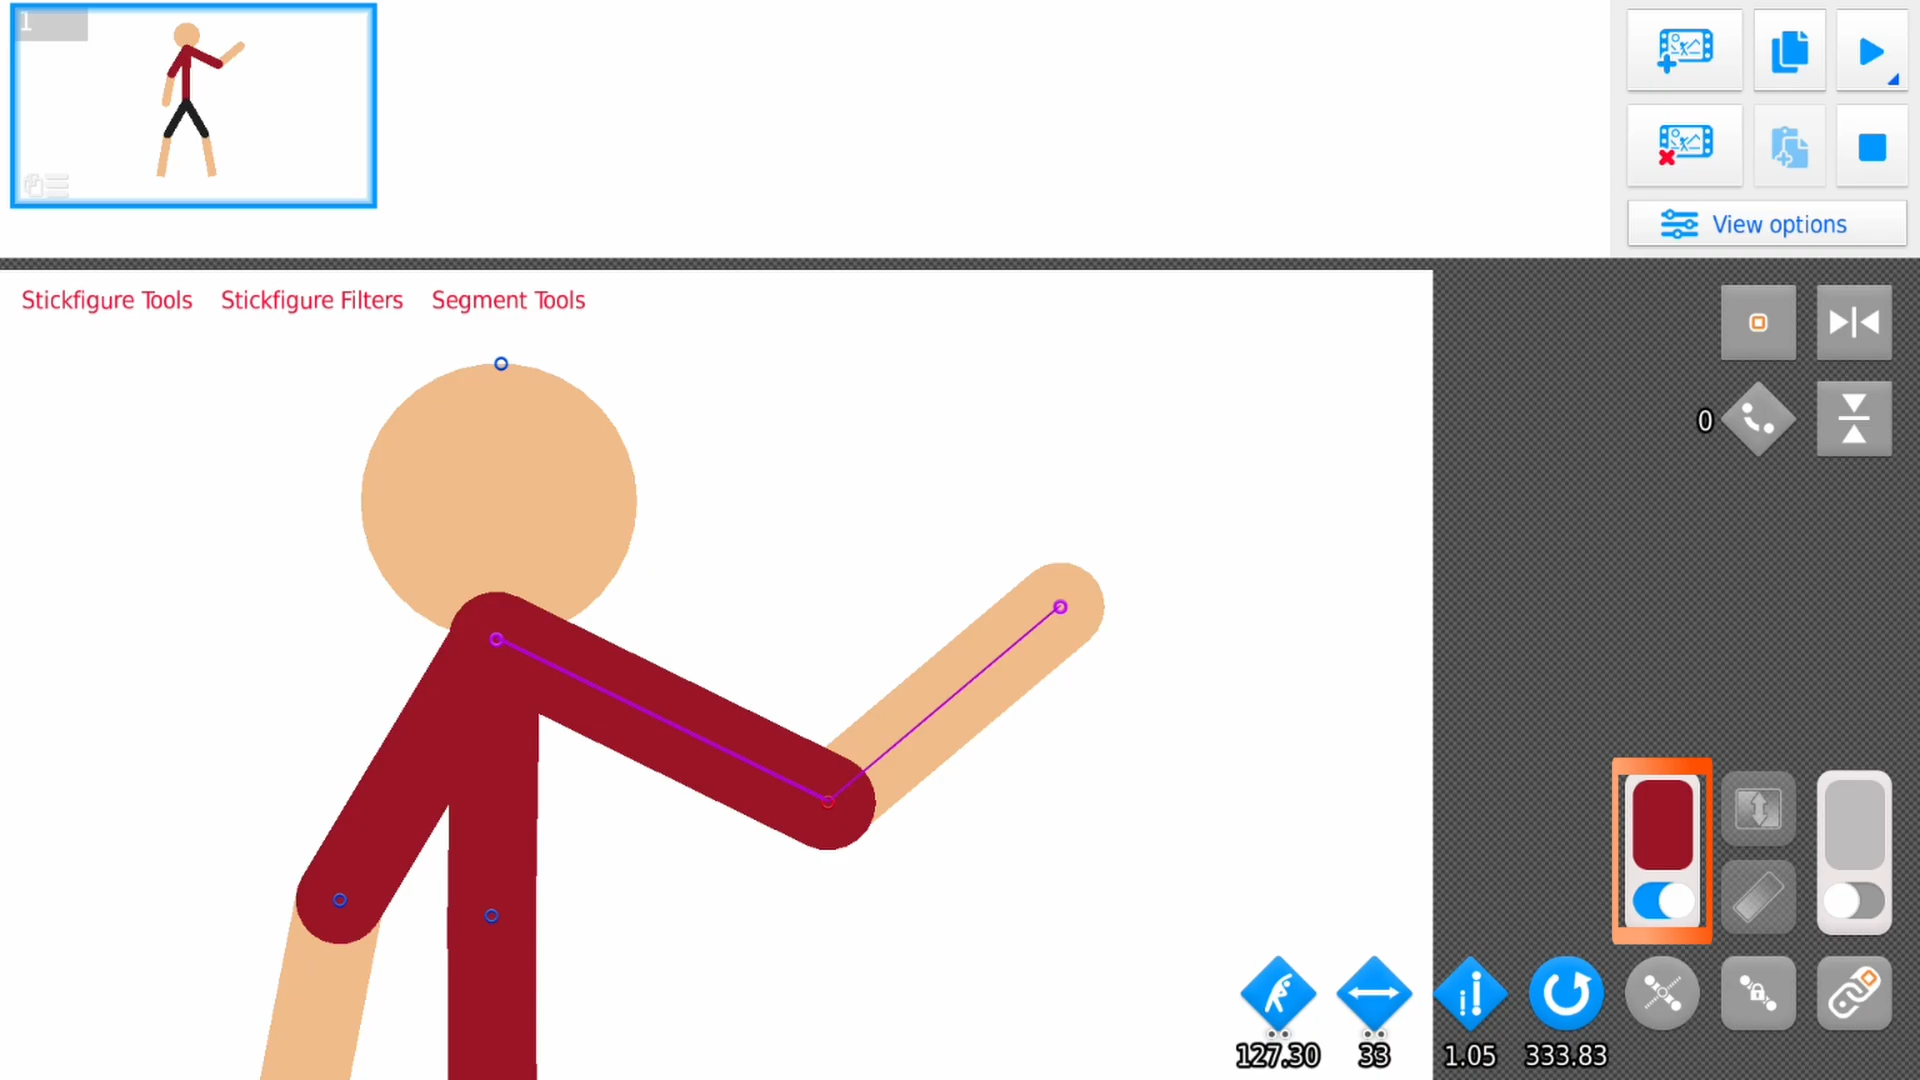 1
View options
Stickfigure Tools Stickfigure Filters Segment Tools
0
127.30 33 1.05 333.83